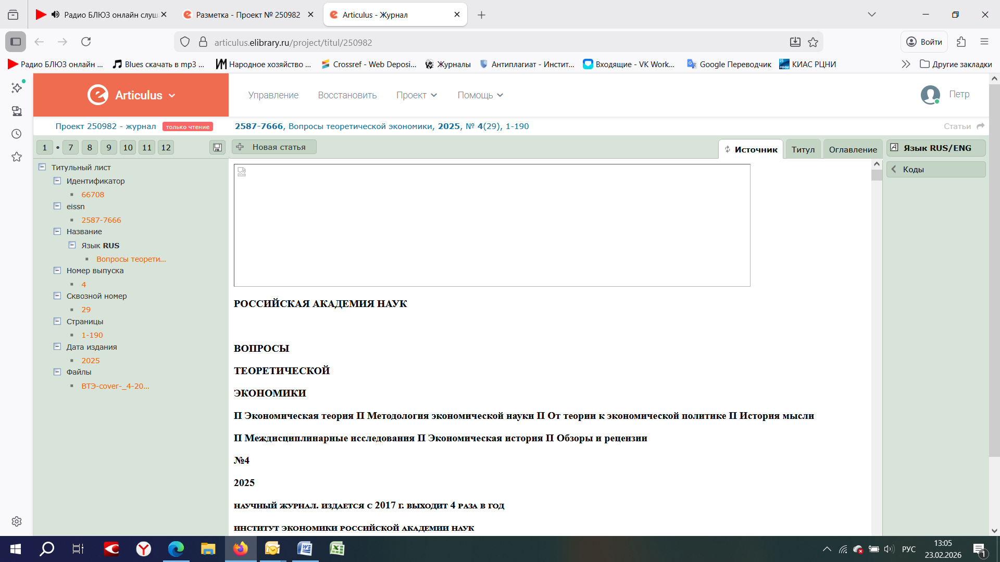 Радио БЛЮЗ онлайн слуш
Разметка - Проект № 250982
Articulus - Журнал
articulus.elibrary.ru/project/titul/250982
Войти
Радио БЛЮЗ онлайн ...
Blues скачать в mp3 ...
Народное хозяйство ...
Crossref - Web Deposi...
Журналы
Антиплагиат - Инстит...
Входящие - VK Work...
Google Переводчик
КИАС РЦНИ
Другие закладки
Articulus
Управление
Восстановить
Проект
Помощь
Петр
Проект 250982 - журнал
только чтение
2587-7666, Вопросы теоретической экономики, 2025, № 4(29), 1-190
Статьи
1 • 7 8 9 10 11 12
Новая статья
Источник
Титул
Оглавление
Язык RUS/ENG
Коды
Титульный лист
Идентификатор
66708
eissn
2587-7666
Название
Язык RUS
Вопросы теорети...
Номер выпуска
4
Сквозной номер
29
Страницы
1-190
Дата издания
2025
Файлы
ВТЭ-cover-_4-20...
РОССИЙСКАЯ АКАДЕМИЯ НАУК
ВОПРОСЫ
ТЕОРЕТИЧЕСКОЙ
ЭКОНОМИКИ
П Экономическая теория П Методология экономической науки П От теории к экономической политике П История мысли
П Междисциплинарные исследования П Экономическая история П Обзоры и рецензии
№4
2025
НАУЧНЫЙ ЖУРНАЛ. ИЗДАЕТСЯ С 2017 Г. ВЫХОДИТ 4 РАЗА В ГОД
ИНСТИТУТ ЭКОНОМИКИ РОССИЙСКОЙ АКАДЕМИИ НАУК
РУС
13:05
23.02.2026
1